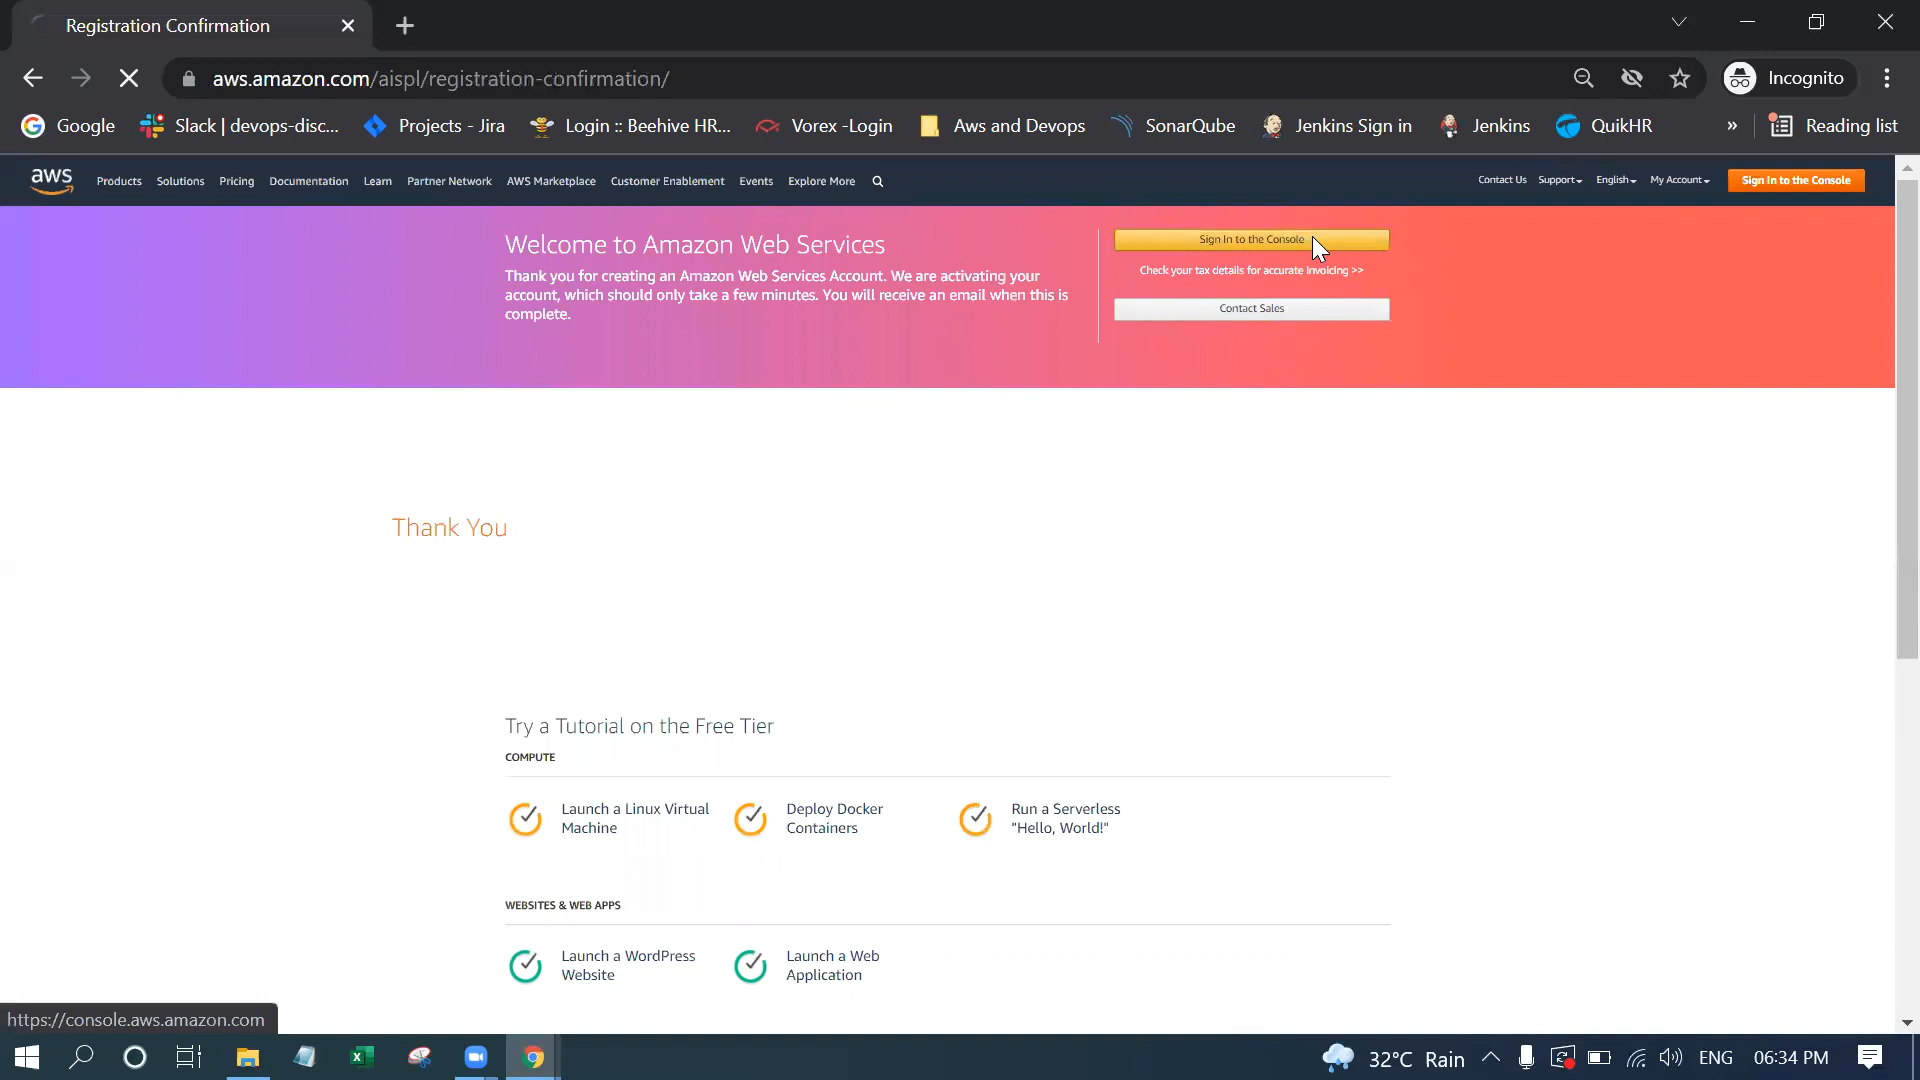 Registration Confirmation
aws.amazon.com/aispl/registration-confirmation/
Incognito
Google
Slack | devops-disc...
Projects - Jira
Login :: Beehive HR...
Vorex -Login
Aws and Devops
SonarQube
Jenkins Sign in
Jenkins
QuikHR
»
Reading list
aws
Products
Solutions
Pricing
Documentation
Learn
Partner Network
AWS Marketplace
Customer Enablement
Events
Explore More
Contact Us
Support
English
My Account
Sign In to the Console
Welcome to Amazon Web Services
Thank you for creating an Amazon Web Services Account. We are activating your
account, which should only take a few minutes. You will receive an email when this is
complete.
Sign In to the Console
Check your tax details for accurate invoicing >>
Contact Sales
Thank You
Try a Tutorial on the Free Tier
COMPUTE
Launch a Linux Virtual
Machine
Deploy Docker
Containers
Run a Serverless
"Hello, World!"
WEBSITES & WEB APPS
Launch a WordPress
Website
Launch a Web
Application
https://console.aws.amazon.com
32°C Rain
ENG
06:34 PM